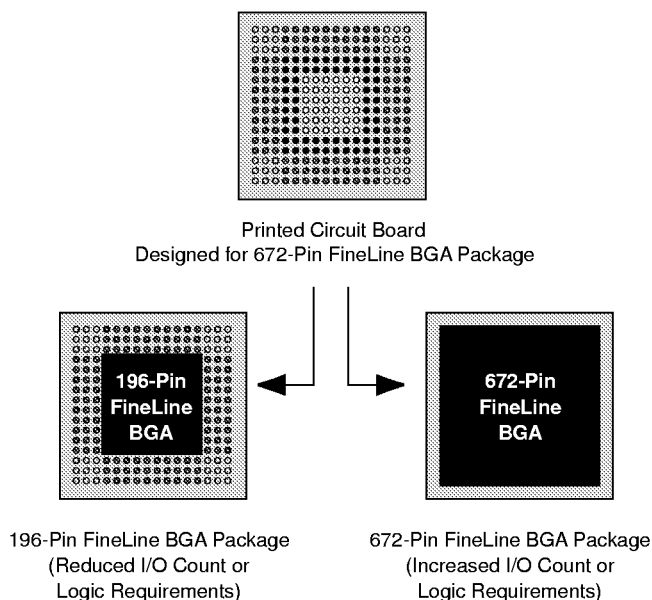 Printed Circuit Board
Designed for 672-Pin FineLine BGA Package
196-Pin
FineLine
BGA
672-Pin
FineLine
BGA
196-Pin FineLine BGA Package
(Reduced I/O Count or
Logic Requirements)
672-Pin FineLine BGA Package
(Increased I/O Count or
Logic Requirements)